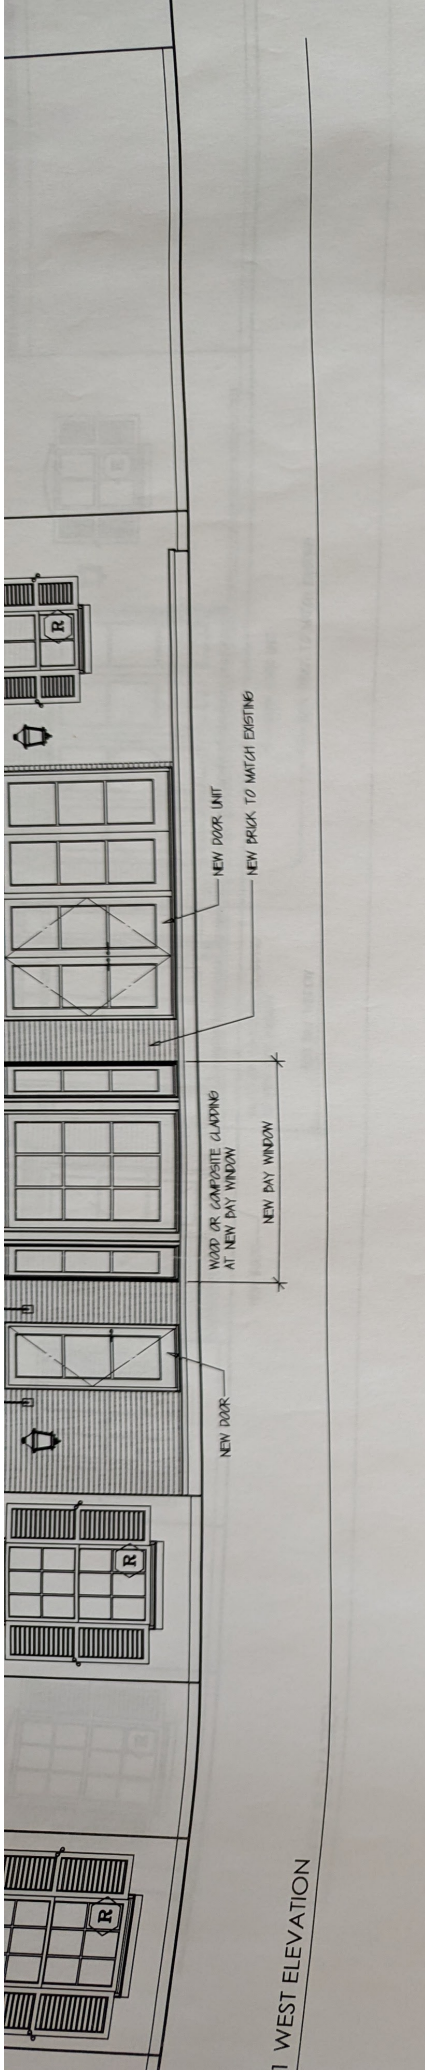 R
NEW DOOR UNIT
NEW BRICK TO MATCH EXISTING
WOOD OR COMPOSITE CLADDING
AT NEW BAY WINDOW
NEW BAY WINDOW
NEW DOOR
R
R
1 WEST ELEVATION